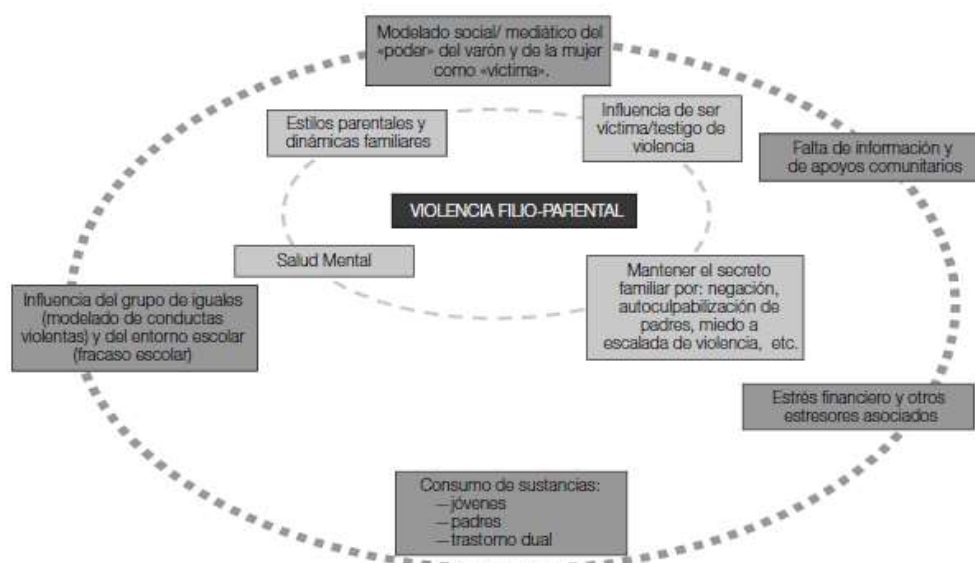 Modelado social/ mediático del
«poder» del varón y de la mujer
como «víctima».
Estilos parentales y
dinámicas familiares
Influencia de ser
víctima/testigo de
violencia
Falta de información y
de apoyos comunitarios
VIOLENCIA FILIO-PARENTAL
Salud Mental
Mantener el secreto
familiar por: negación,
autoculpabilización de
padres, miedo a
escalada de violencia, etc.
Influencia del grupo de iguales
(modelado de conductas
violentas) y del entorno escolar
(fracaso escolar)
Estrés financiero y otros
estresores asociados
Consumo de sustancias:
—jóvenes
—padres
—trastorno dual